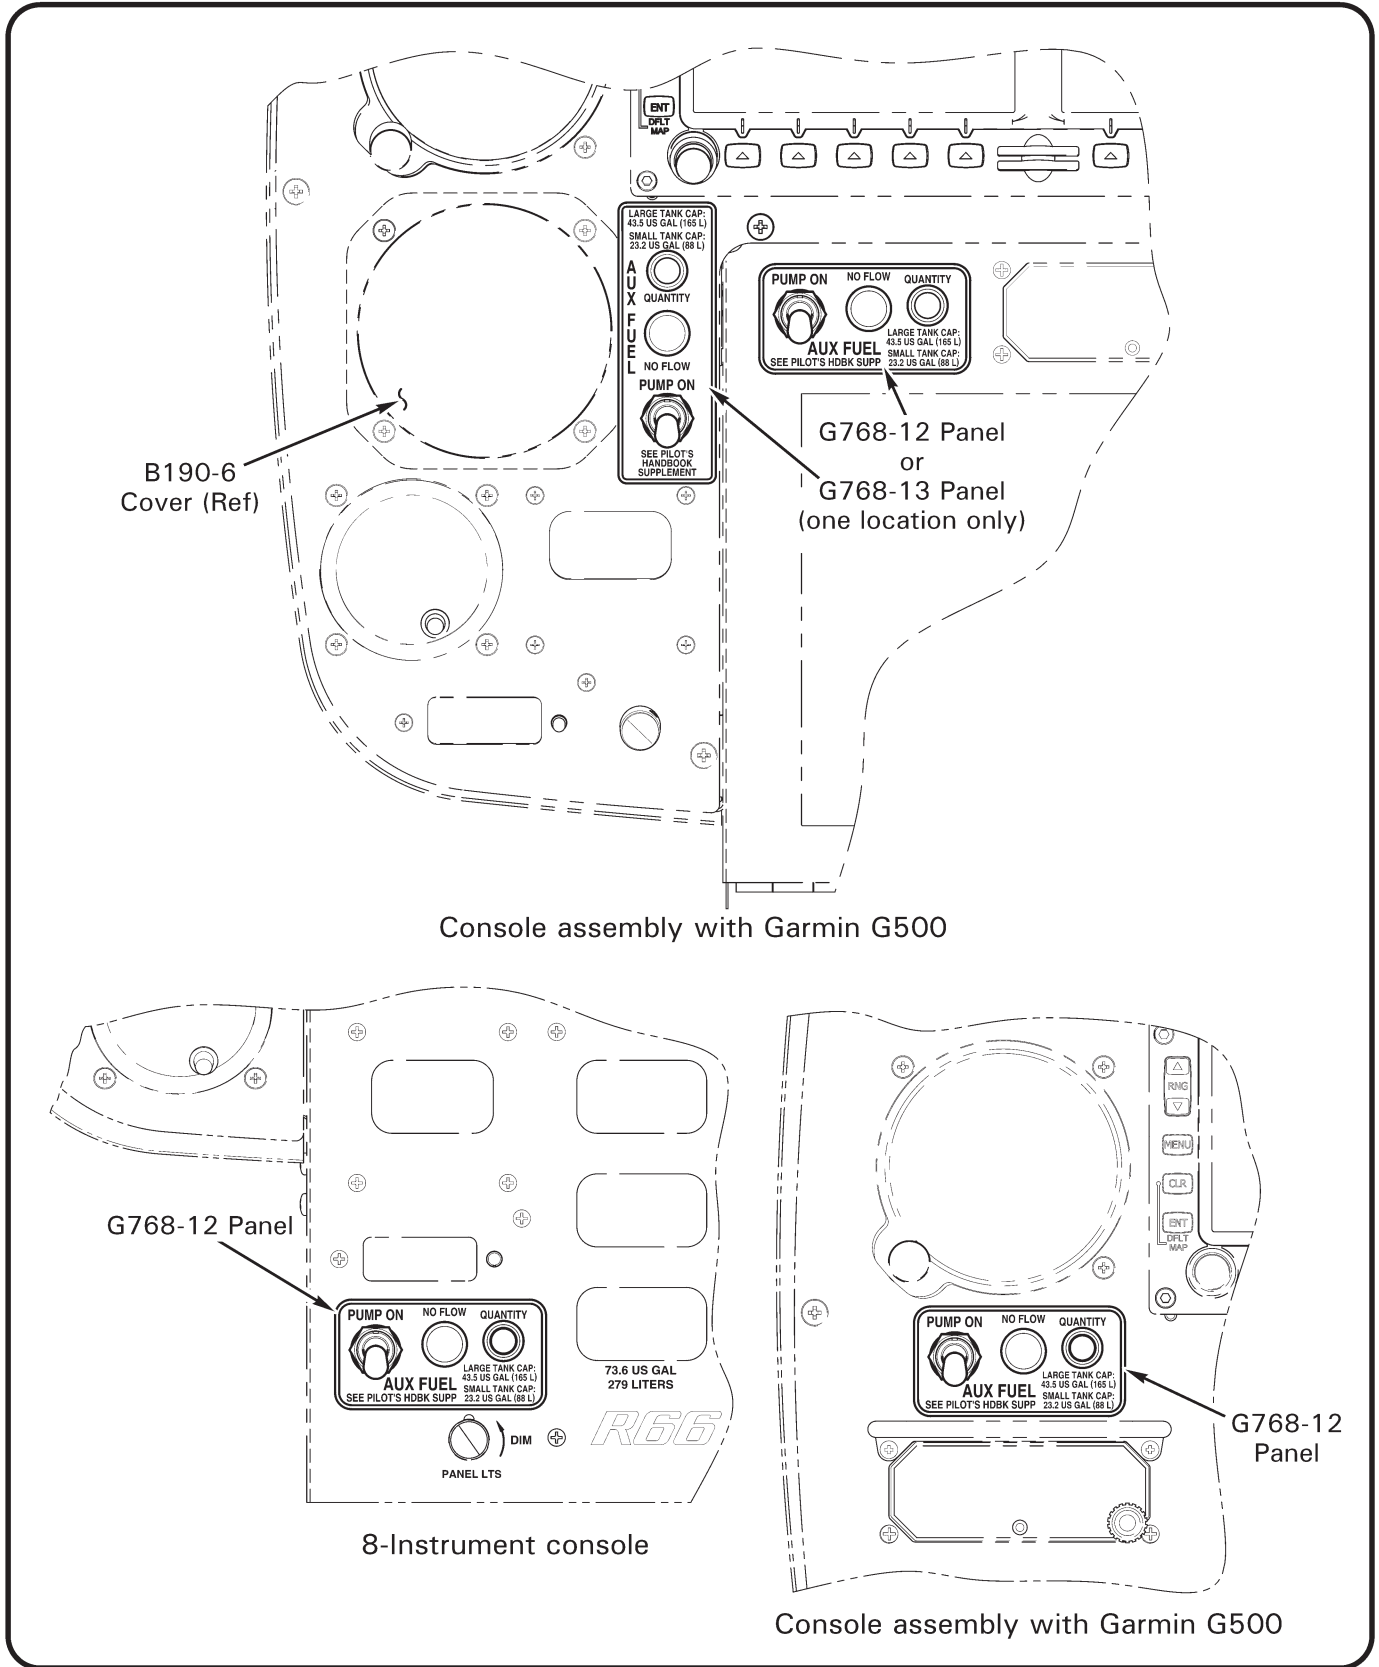 ENT
DFLT
MAP
LARGE TANK CAP:
43.5 US GAL (165 L)
SMALL TANK CAP:
23.2 US GAL (88 L)
AUX FUEL
QUANTITY
NO FLOW
PUMP ON
SEE PILOT'S
HANDBOOK
SUPPLEMENT
PUMP ON
NO FLOW
QUANTITY
LARGE TANK CAP:
43.5 US GAL (165 L)
AUX FUEL
SMALL TANK CAP:
SEE PILOT'S HDBK SUPP
23.2 US GAL (88 L)
G768-12 Panel
or
G768-13 Panel
(one location only)
B190-6
Cover (Ref)
Console assembly with Garmin G500
G768-12 Panel
PUMP ON
NO FLOW
QUANTITY
LARGE TANK CAP:
43.5 US GAL (165 L)
AUX FUEL
SMALL TANK CAP:
SEE PILOT'S HDBK SUPP
23.2 US GAL (88 L)
73.6 US GAL
279 LITERS
R66
DIM
PANEL LTS
8-Instrument console
RNG
MENU
CLR
ENT
DFLT
MAP
PUMP ON
NO FLOW
QUANTITY
LARGE TANK CAP:
43.5 US GAL (165 L)
AUX FUEL
SMALL TANK CAP:
SEE PILOT'S HDBK SUPP
23.2 US GAL (88 L)
G768-12
Panel
Console assembly with Garmin G500